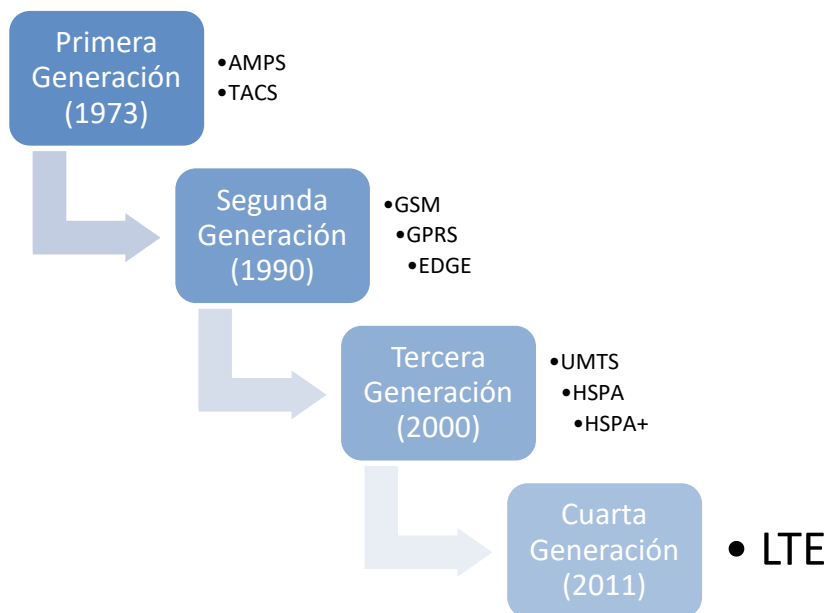 Primera
Generación
(1973)
•AMPS
•TACS
Segunda
Generación
(1990)
•GSM
•GPRS
•EDGE
Tercera
Generación
(2000)
•UMTS
•HSPA
•HSPA+
Cuarta
Generación
(2011)
• LTE